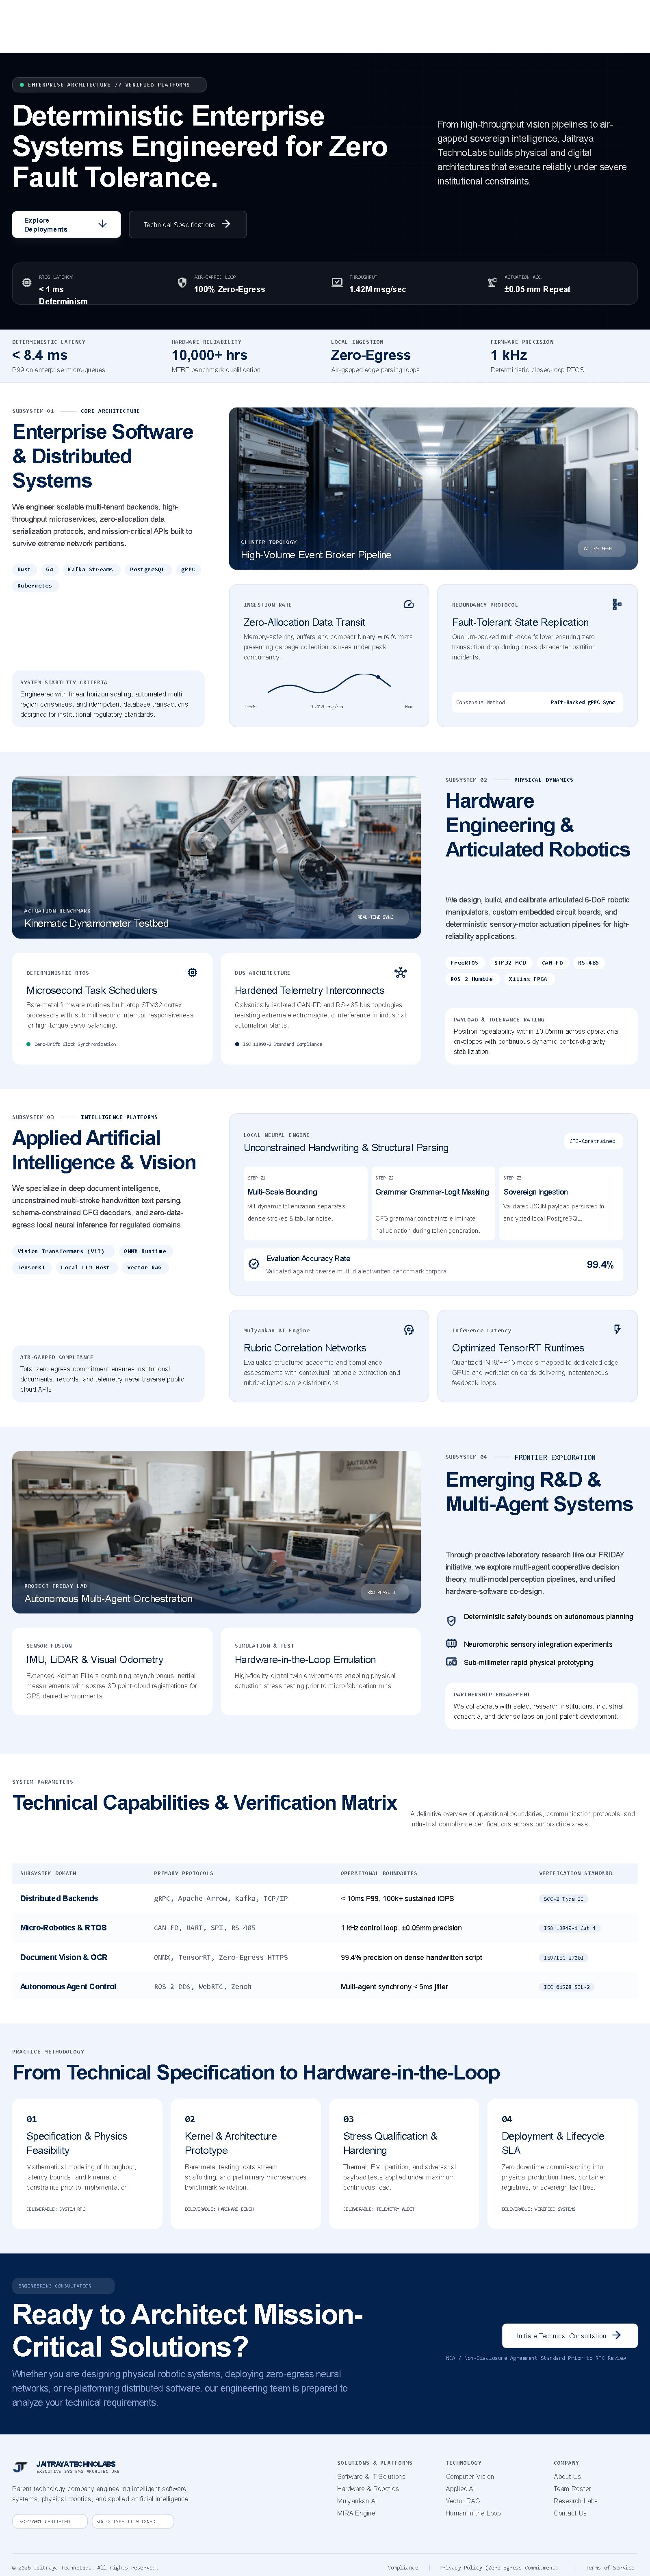 ENTERPRISE ARCHITECTURE // VERIFIED PLATFORMS
Deterministic Enterprise
Systems Engineered for Zero
Fault Tolerance.
From high-throughput vision pipelines to air-
gapped sovereign intelligence, Jaitraya
TechnoLabs builds physical and digital
architectures that execute reliably under severe
institutional constraints.
Explore
Deployments
Technical Specifications
RTOS LATENCY
< 1 ms
Determinism
AIR-GAPPED LOOP
100% Zero-Egress
THROUGHPUT
1.42M msg/sec
ACTUATION ACC.
±0.05 mm Repeat
DETERMINISTIC LATENCY
< 8.4 ms
P99 on enterprise micro-queues
HARDWARE RELIABILITY
10,000+ hrs
MTBF benchmark qualification
LOCAL INGESTION
Zero-Egress
Air-gapped edge parsing loops
FIRMWARE PRECISION
1 kHz
Deterministic closed-loop RTOS
SUBSYSTEM 01 CORE ARCHITECTURE
Enterprise Software
& Distributed
Systems
We engineer scalable multi-tenant backends, high-
throughput microservices, zero-allocation data
serialization protocols, and mission-critical APIs built to
survive extreme network partitions.
Rust Go Kafka Streams PostgreSQL gRPC
Kubernetes
SYSTEM STABILITY CRITERIA
Engineered with linear horizon scaling, automated multi-
region consensus, and idempotent database transactions
designed for institutional regulatory standards.
CLUSTER TOPOLOGY
High-Volume Event Broker Pipeline
ACTIVE MESH
INGESTION RATE
Zero-Allocation Data Transit
Memory-safe ring buffers and compact binary wire formats
preventing garbage-collection pauses under peak
concurrency.
T-30s 1.42M msg/sec Now
REDUNDANCY PROTOCOL
Fault-Tolerant State Replication
Quorum-backed multi-node failover ensuring zero
transaction drop during cross-datacenter partition
incidents.
Consensus Method Raft-Backed gRPC Sync
ACTUATION BENCHMARK
Kinematic Dynamometer Testbed
REAL-TIME SYNC
DETERMINISTIC RTOS
Microsecond Task Schedulers
Bare-metal firmware routines built atop STM32 cortex
processors with sub-millisecond interrupt responsiveness
for high-torque servo balancing.
Zero-Drift Clock Synchronization
BUS ARCHITECTURE
Hardened Telemetry Interconnects
Galvanically isolated CAN-FD and RS-485 bus topologies
resisting extreme electromagnetic interference in industrial
automation plants.
ISO 11898-2 Standard Compliance
SUBSYSTEM 02 PHYSICAL DYNAMICS
Hardware
Engineering &
Articulated Robotics
We design, build, and calibrate articulated 6-DoF robotic
manipulators, custom embedded circuit boards, and
deterministic sensory-motor actuation pipelines for high-
reliability applications.
FreeRTOS STM32 MCU CAN-FD RS-485
ROS 2 Humble Xilinx FPGA
PAYLOAD & TOLERANCE RATING
Position repeatability within ±0.05mm across operational
envelopes with continuous dynamic center-of-gravity
stabilization.
SUBSYSTEM 03 INTELLIGENCE PLATFORMS
Applied Artificial
Intelligence & Vision
We specialize in deep document intelligence,
unconstrained multi-stroke handwritten text parsing,
schema-constrained CFG decoders, and zero-data-
egress local neural inference for regulated domains.
Vision Transformers (ViT) ONNX Runtime
TensorRT Local LLM Host Vector RAG
AIR-GAPPED COMPLIANCE
Total zero-egress commitment ensures institutional
documents, records, and telemetry never traverse public
cloud APIs.
LOCAL NEURAL ENGINE
Unconstrained Handwriting & Structural Parsing
CFG-Constrained
STEP 01
Multi-Scale Bounding
ViT dynamic tokenization separates
dense strokes & tabular noise.
STEP 02
Grammar Grammar-Logit Masking
CFG grammar constraints eliminate
hallucination during token generation.
STEP 03
Sovereign Ingestion
Validated JSON payload persisted to
encrypted local PostgreSQL.
Evaluation Accuracy Rate
Validated against diverse multi-dialect written benchmark corpora
99.4%
Mulyankan AI Engine
Rubric Correlation Networks
Evaluates structured academic and compliance
assessments with contextual rationale extraction and
rubric-aligned score distributions.
Inference Latency
Optimized TensorRT Runtimes
Quantized INT8/FP16 models mapped to dedicated edge
GPUs and workstation cards delivering instantaneous
feedback loops.
JAITRAYA
TECHNOLABS
PROJECT FRIDAY LAB
Autonomous Multi-Agent Orchestration
R&D PHASE 3
SENSOR FUSION
IMU, LiDAR & Visual Odometry
Extended Kalman Filters combining asynchronous inertial
measurements with sparse 3D point-cloud registrations for
GPS-denied environments.
SIMULATION & TEST
Hardware-in-the-Loop Emulation
High-fidelity digital twin environments enabling physical
actuation stress testing prior to micro-fabrication runs.
SUBSYSTEM 04 FRONTIER EXPLORATION
Emerging R&D &
Multi-Agent Systems
Through proactive laboratory research like our FRIDAY
initiative, we explore multi-agent cooperative decision
theory, multi-modal perception pipelines, and unified
hardware-software co-design.
Deterministic safety bounds on autonomous planning
Neuromorphic sensory integration experiments
Sub-millimeter rapid physical prototyping
PARTNERSHIP ENGAGEMENT
We collaborate with select research institutions, industrial
consortia, and defense labs on joint patent development.
SYSTEM PARAMETERS
Technical Capabilities & Verification Matrix
A definitive overview of operational boundaries, communication protocols, and
industrial compliance certifications across our practice areas.
SUBSYSTEM DOMAIN PRIMARY PROTOCOLS OPERATIONAL BOUNDARIES VERIFICATION STANDARD
Distributed Backends gRPC, Apache Arrow, Kafka, TCP/IP < 10ms P99, 100k+ sustained IOPS SOC-2 Type II
Micro-Robotics & RTOS CAN-FD, UART, SPI, RS-485 1 kHz control loop, ±0.05mm precision ISO 13849-1 Cat 4
Document Vision & OCR ONNX, TensorRT, Zero-Egress HTTPS 99.4% precision on dense handwritten script ISO/IEC 27001
Autonomous Agent Control ROS 2 DDS, WebRTC, Zenoh Multi-agent synchrony < 5ms jitter IEC 61508 SIL-2
PRACTICE METHODOLOGY
From Technical Specification to Hardware-in-the-Loop
01
Specification & Physics
Feasibility
Mathematical modeling of throughput,
latency bounds, and kinematic
constraints prior to implementation.
DELIVERABLE: SYSTEM RFC
02
Kernel & Architecture
Prototype
Bare-metal testing, data stream
scaffolding, and preliminary microservices
benchmark validation.
DELIVERABLE: HARDWARE BENCH
03
Stress Qualification &
Hardening
Thermal, EM, partition, and adversarial
payload tests applied under maximum
continuous load.
DELIVERABLE: TELEMETRY AUDIT
04
Deployment & Lifecycle
SLA
Zero-downtime commissioning into
physical production lines, container
registries, or sovereign facilities.
DELIVERABLE: VERIFIED SYSTEMS
ENGINEERING CONSULTATION
Ready to Architect Mission-
Critical Solutions?
Whether you are designing physical robotic systems, deploying zero-egress neural
networks, or re-platforming distributed software, our engineering team is prepared to
analyze your technical requirements.
Initiate Technical Consultation
NDA / Non-Disclosure Agreement Standard Prior to RFC Review
JT
JAITRAYA TECHNOLABS
EXECUTIVE SYSTEMS ARCHITECTURE
Parent technology company engineering intelligent software
systems, physical robotics, and applied artificial intelligence.
ISO-27001 CERTIFIED SOC-2 TYPE II ALIGNED
SOLUTIONS & PLATFORMS
Software & IT Solutions
Hardware & Robotics
Mulyankan AI
MIRA Engine
TECHNOLOGY
Computer Vision
Applied AI
Vector RAG
Human-in-the-Loop
COMPANY
About Us
Team Roster
Research Labs
Contact Us
© 2026 Jaitraya TechnoLabs. All rights reserved.
Compliance | Privacy Policy (Zero-Egress Commitment) | Terms of Service